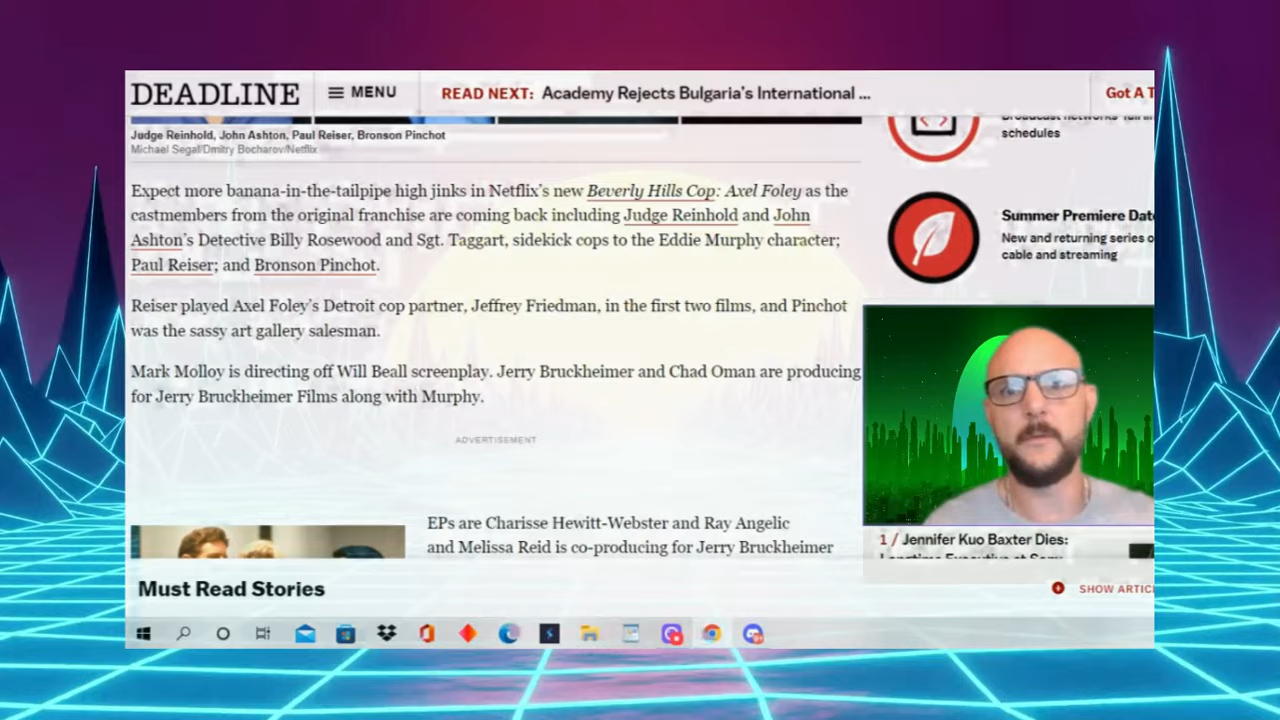 DEADLINE
MENU
READ NEXT: Academy Rejects Bulgaria's International ...
Got A T
Judge Reinhold, John Ashton, Paul Reiser, Bronson Pinchot
Michael Segal/Dmitry Bocharov/Netflix
Expect more banana-in-the-tailpipe high jinks in Netflix's new Beverly Hills Cop: Axel Foley as the
castmembers from the original franchise are coming back including Judge Reinhold and John
Ashton's Detective Billy Rosewood and Sgt. Taggart, sidekick cops to the Eddie Murphy character;
Paul Reiser; and Bronson Pinchot.
Reiser played Axel Foley's Detroit cop partner, Jeffrey Friedman, in the first two films, and Pinchot
was the sassy art gallery salesman.
Mark Molloy is directing off Will Beall screenplay. Jerry Bruckheimer and Chad Oman are producing
for Jerry Bruckheimer Films along with Murphy.
ADVERTISEMENT
EPs are Charisse Hewitt-Webster and Ray Angelic
and Melissa Reid is co-producing for Jerry Bruckheimer
schedules
Summer Premiere Dat
New and returning series o
cable and streaming
1 / Jennifer Kuo Baxter Dies:
Longtime Executive at Sony
Must Read Stories
SHOW ARTIC